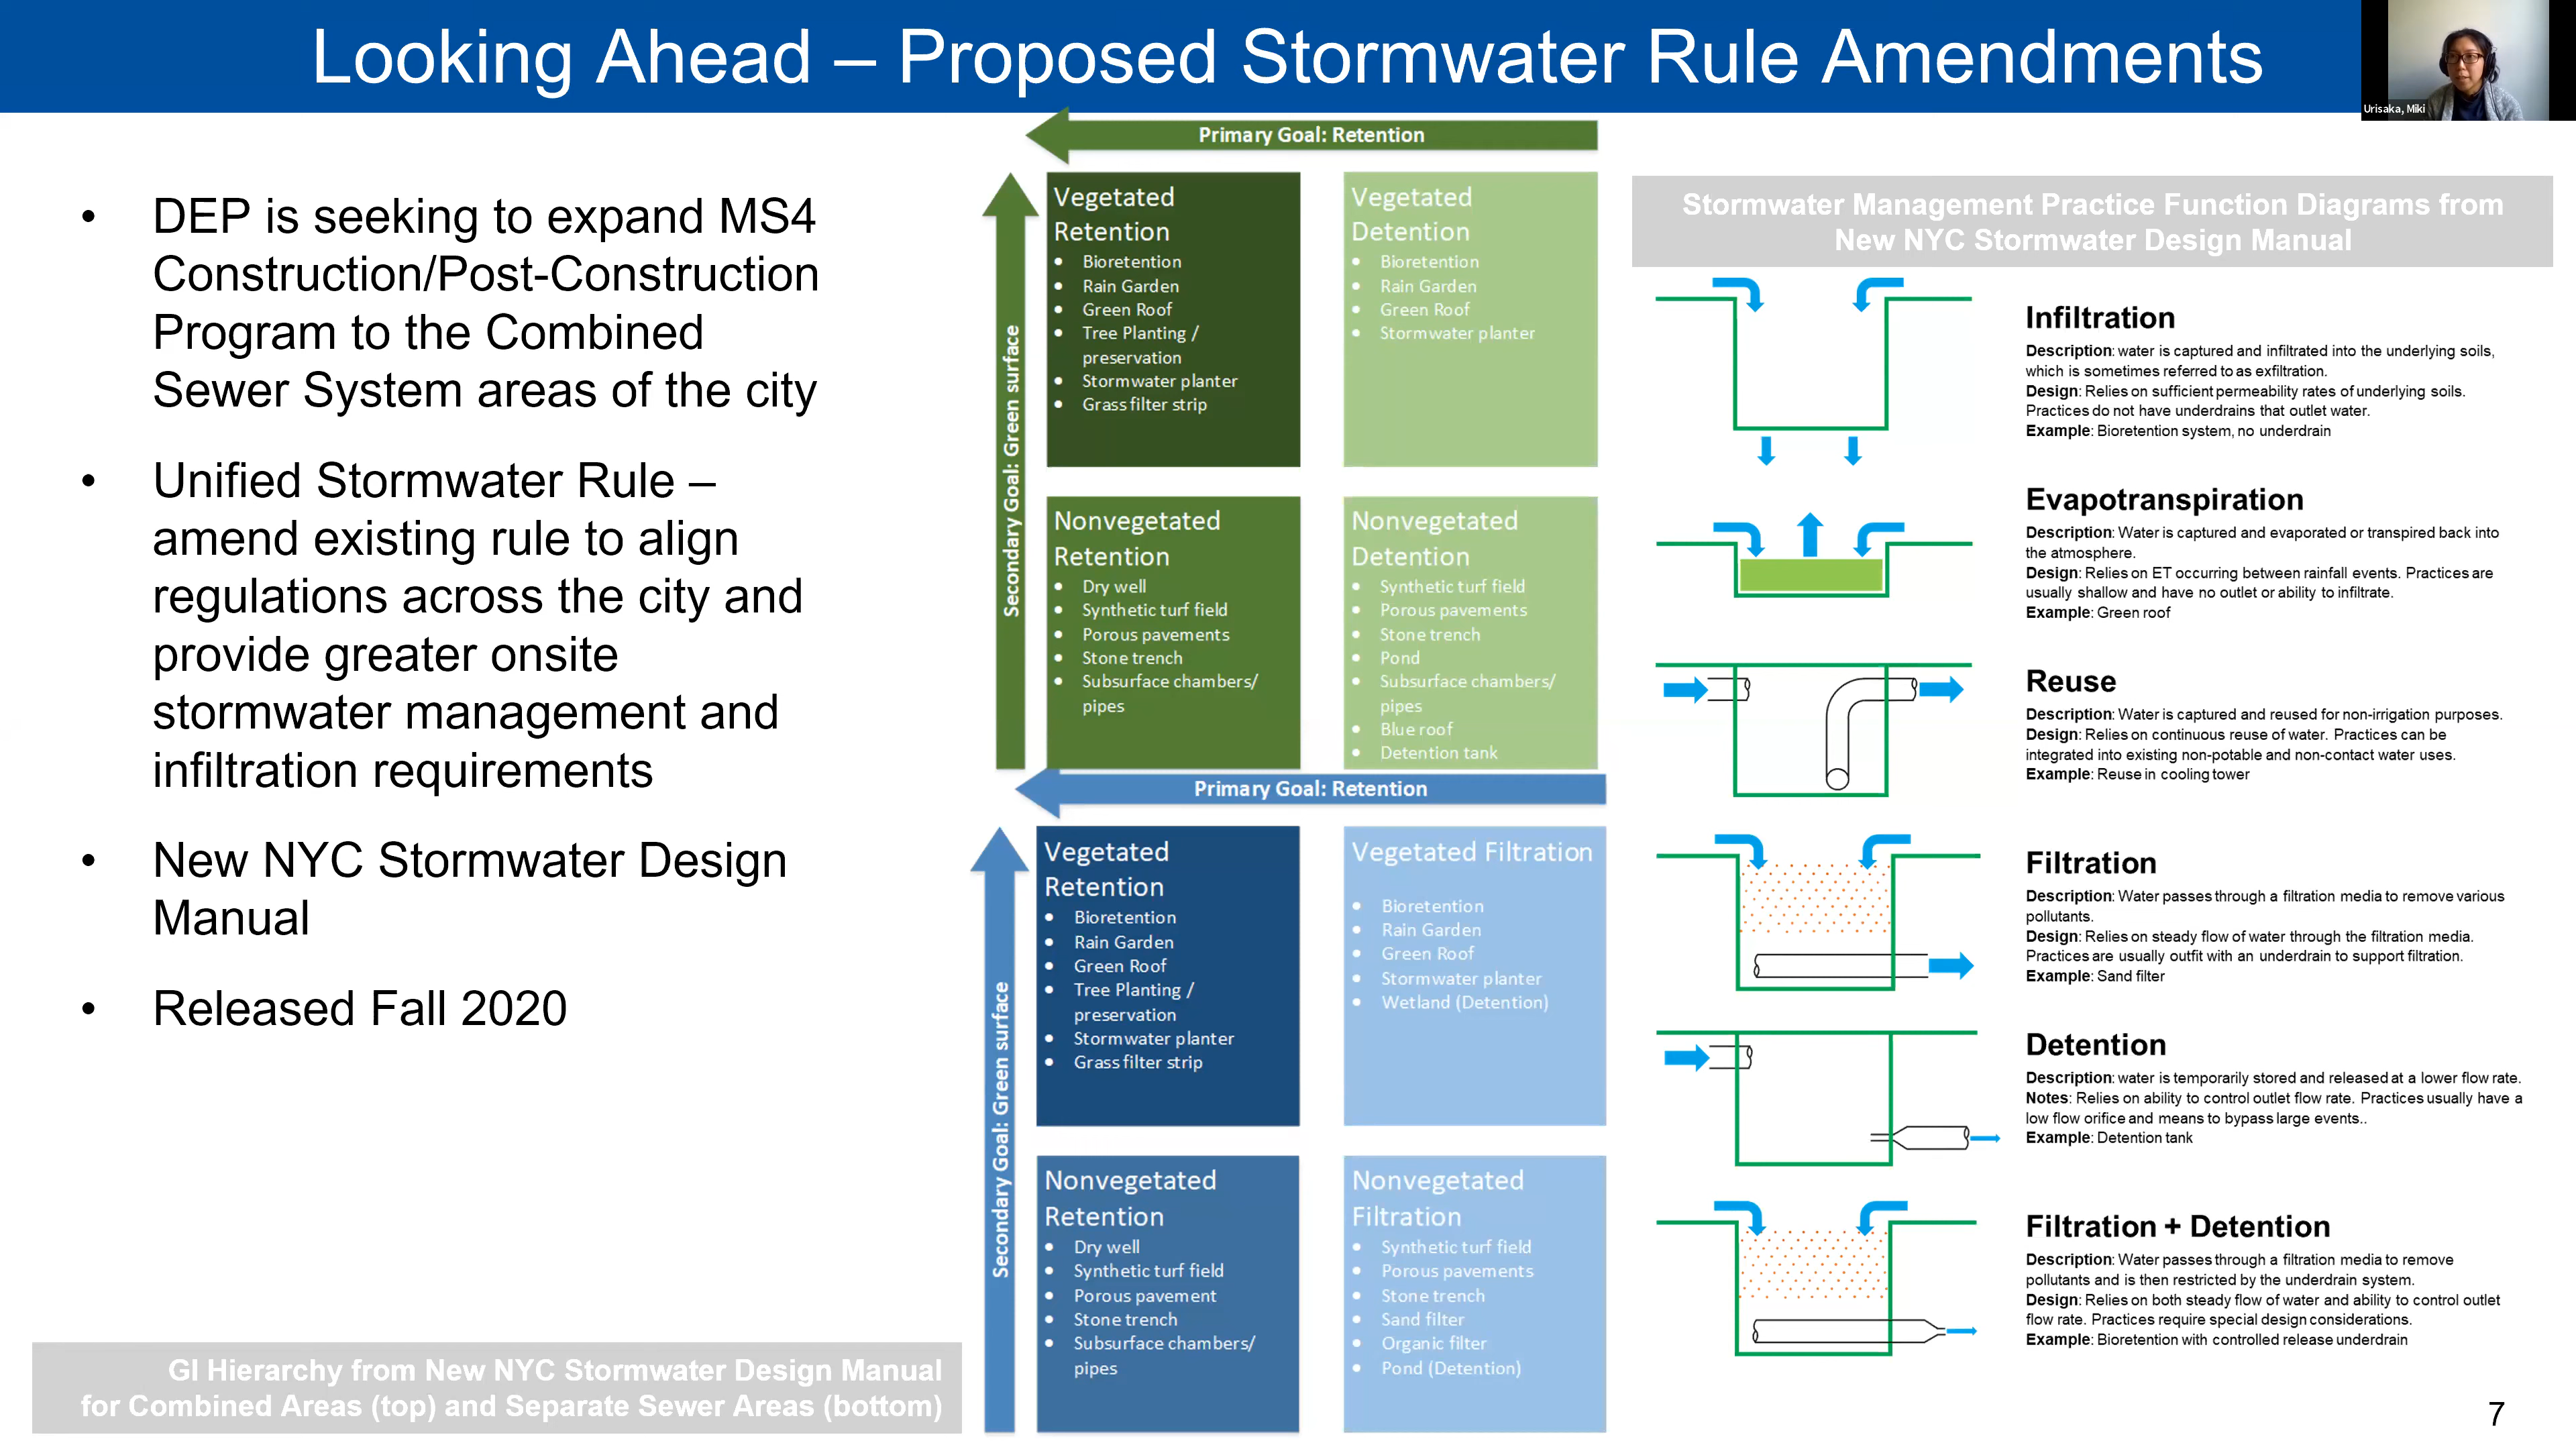 Looking Ahead – Proposed Stormwater Rule Amendments
Urisaka, Miki
• DEP is seeking to expand MS4
Construction/Post-Construction
Program to the Combined
Sewer System areas of the city
• Unified Stormwater Rule –
amend existing rule to align
regulations across the city and
provide greater onsite
stormwater management and
infiltration requirements
• New NYC Stormwater Design
Manual
• Released Fall 2020
GI Hierarchy from New NYC Stormwater Design Manual
for Combined Areas (top) and Separate Sewer Areas (bottom)
Primary Goal: Retention
Secondary Goal: Green surface
Vegetated
Retention
• Bioretention
• Rain Garden
• Green Roof
• Tree Planting /
preservation
• Stormwater planter
• Grass filter strip
Vegetated
Detention
• Bioretention
• Rain Garden
• Green Roof
• Stormwater planter
Nonvegetated
Retention
• Dry well
• Synthetic turf field
• Porous pavements
• Stone trench
• Subsurface chambers/
pipes
Nonvegetated
Detention
• Synthetic turf field
• Porous pavements
• Stone trench
• Pond
• Subsurface chambers/
pipes
• Blue roof
• Detention tank
Primary Goal: Retention
Secondary Goal: Green surface
Vegetated
Retention
• Bioretention
• Rain Garden
• Green Roof
• Tree Planting /
preservation
• Stormwater planter
• Grass filter strip
Vegetated Filtration
• Bioretention
• Rain Garden
• Green Roof
• Stormwater planter
• Wetland (Detention)
Nonvegetated
Retention
• Dry well
• Synthetic turf field
• Porous pavement
• Stone trench
• Subsurface chambers/
pipes
Nonvegetated
Filtration
• Synthetic turf field
• Porous pavements
• Stone trench
• Sand filter
• Organic filter
• Pond (Detention)
Stormwater Management Practice Function Diagrams from
New NYC Stormwater Design Manual
Infiltration
Description: water is captured and infiltrated into the underlying soils,
which is sometimes referred to as exfiltration.
Design: Relies on sufficient permeability rates of underlying soils.
Practices do not have underdrains that outlet water.
Example: Bioretention system, no underdrain
Evapotranspiration
Description: Water is captured and evaporated or transpired back into
the atmosphere.
Design: Relies on ET occurring between rainfall events. Practices are
usually shallow and have no outlet or ability to infiltrate.
Example: Green roof
Reuse
Description: Water is captured and reused for non-irrigation purposes.
Design: Relies on continuous reuse of water. Practices can be
integrated into existing non-potable and non-contact water uses.
Example: Reuse in cooling tower
Filtration
Description: Water passes through a filtration media to remove various
pollutants.
Design: Relies on steady flow of water through the filtration media.
Practices are usually outfit with an underdrain to support filtration.
Example: Sand filter
Detention
Description: water is temporarily stored and released at a lower flow rate.
Notes: Relies on ability to control outlet flow rate. Practices usually have a
low flow orifice and means to bypass large events..
Example: Detention tank
Filtration + Detention
Description: Water passes through a filtration media to remove
pollutants and is then restricted by the underdrain system.
Design: Relies on both steady flow of water and ability to control outlet
flow rate. Practices require special design considerations.
Example: Bioretention with controlled release underdrain
7